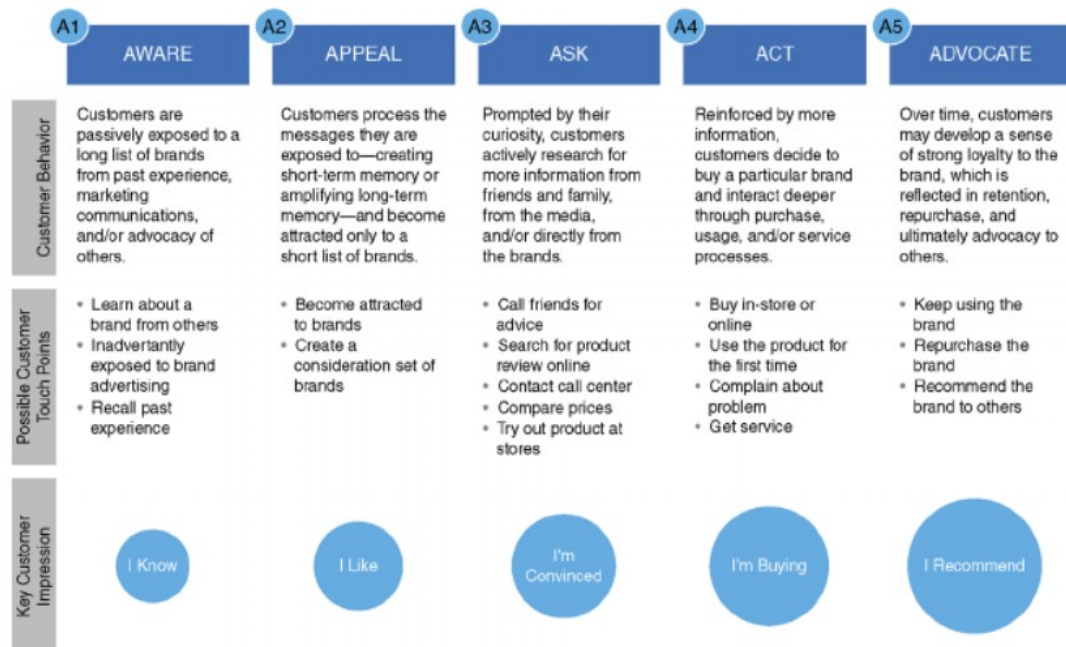 A1
AWARE
A2
APPEAL
A3
ASK
A4
ACT
A5
ADVOCATE
Customer Behavior
Customers are
passively exposed to a
long list of brands
from past experience,
marketing
communications,
and/or advocacy of
others.
Customers process the
messages they are
exposed to—creating
short-term memory or
amplifying long-term
memory—and become
attracted only to a
short list of brands.
Prompted by their
curiosity, customers
actively research for
more information from
friends and family,
from the media,
and/or directly from
the brands.
Reinforced by more
information,
customers decide to
buy a particular brand
and interact deeper
through purchase,
usage, and/or service
processes.
Over time, customers
may develop a sense
of strong loyalty to the
brand, which is
reflected in retention,
repurchase, and
ultimately advocacy to
others.
Possible Customer
Touch Points
• Learn about a
brand from others
• Inadvertantly
exposed to brand
advertising
• Recall past
experience
• Become attracted
to brands
• Create a
consideration set of
brands
• Call friends for
advice
• Search for product
review online
• Contact call center
• Compare prices
• Try out product at
stores
• Buy in-store or
online
• Use the product for
the first time
• Complain about
problem
• Get service
• Keep using the
brand
• Repurchase the
brand
• Recommend the
brand to others
Key Customer
Impression
I Know
I Like
I'm
Convinced
I'm Buying
I Recommend